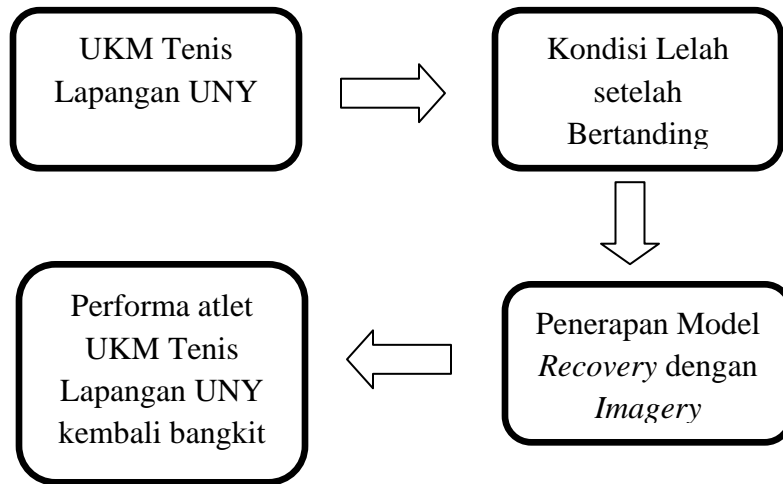 UKM Tenis
Lapangan UNY
Kondisi Lelah
setelah
Bertanding
Penerapan Model
Recovery dengan
Imagery
Performa atlet
UKM Tenis
Lapangan UNY
kembali bangkit